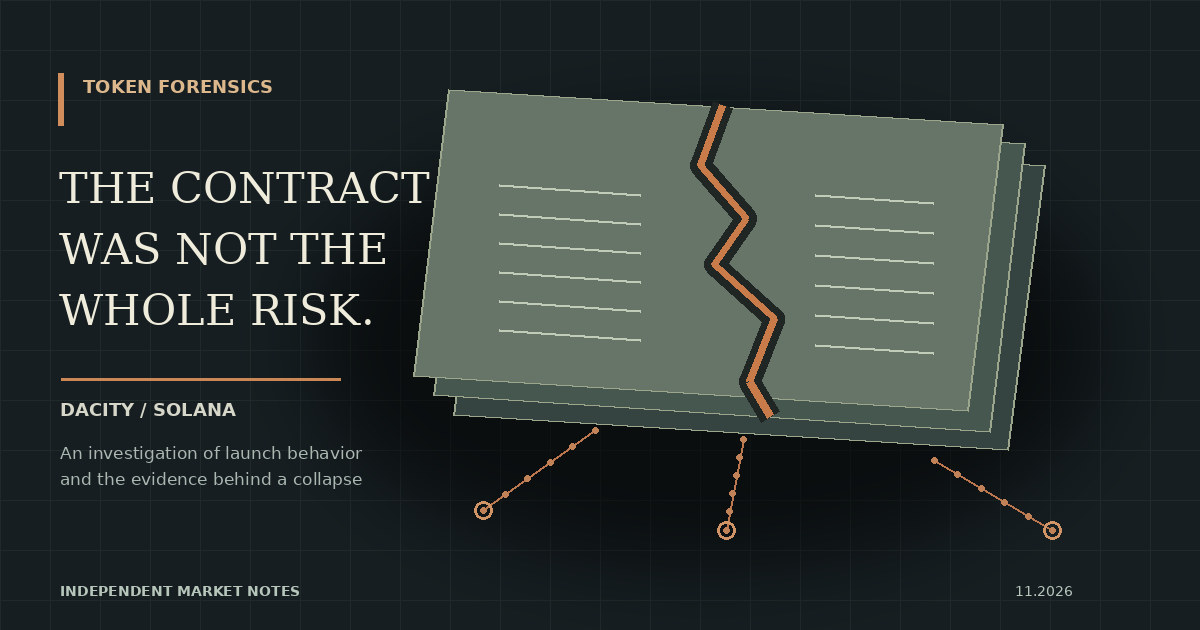 TOKEN FORENSICS
THE CONTRACT
WAS NOT THE
WHOLE RISK.
DACITY / SOLANA
An investigation of launch behavior
and the evidence behind a collapse
INDEPENDENT MARKET NOTES
11.2026